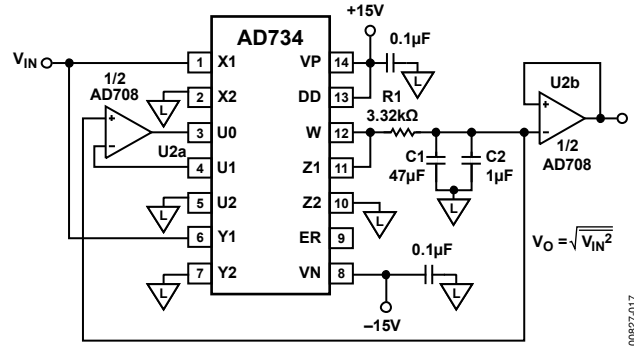 +15V
AD734
0.1µF
VIN
1 X1
VP 14
L
1/2
AD708
L
2 X2
DD 13
R1
3.32kΩ
U2b
+
–
3 U0
W 12
+
–
U2a
4 U1
Z1 11
C1
47µF
C2
1µF
1/2
AD708
L
5 U2
Z2 10
L
L
6 Y1
ER 9
0.1µF
VO = √VIN²
L
7 Y2
VN 8
L
–15V
00827-017